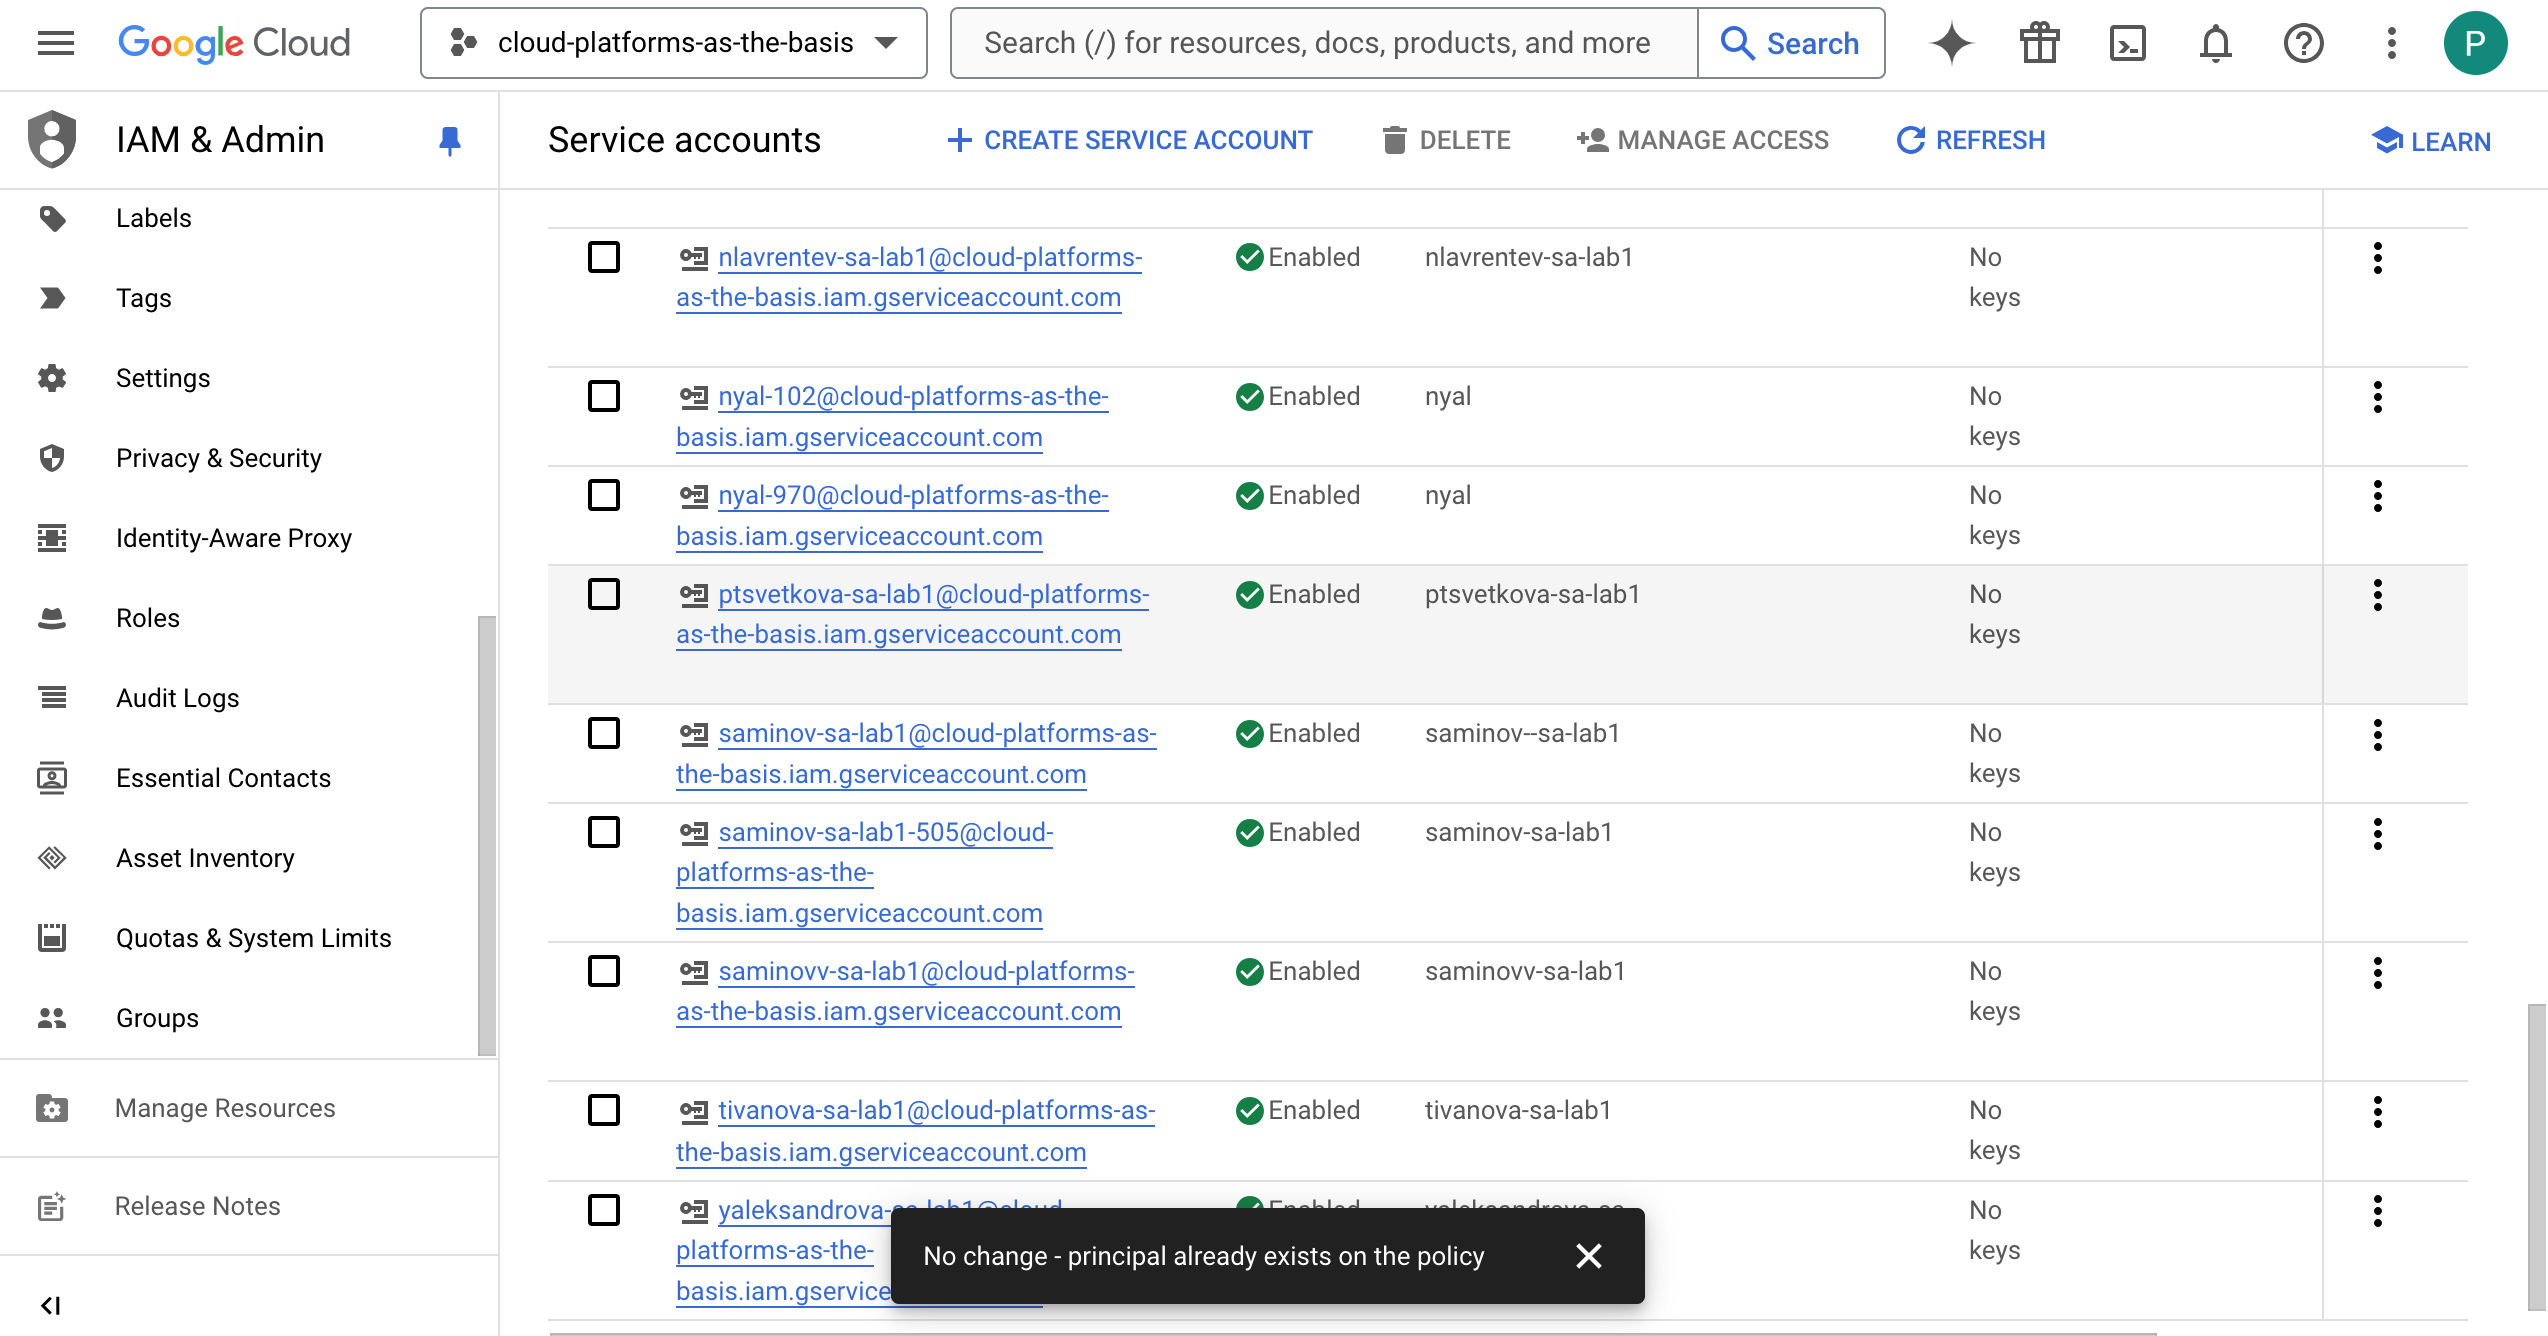 Google Cloud
cloud-platforms-as-the-basis
Search (/) for resources, docs, products, and more
Search
P
IAM & Admin
Service accounts
CREATE SERVICE ACCOUNT
DELETE
MANAGE ACCESS
REFRESH
LEARN
Labels
Tags
Settings
Privacy & Security
Identity-Aware Proxy
Roles
Audit Logs
Essential Contacts
Asset Inventory
Quotas & System Limits
Groups
Manage Resources
Release Notes
nlavrentev-sa-lab1@cloud-platforms-
as-the-basis.iam.gserviceaccount.com
Enabled
nlavrentev-sa-lab1
No
keys
nyal-102@cloud-platforms-as-the-
basis.iam.gserviceaccount.com
Enabled
nyal
No
keys
nyal-970@cloud-platforms-as-the-
basis.iam.gserviceaccount.com
Enabled
nyal
No
keys
ptsvetkova-sa-lab1@cloud-platforms-
as-the-basis.iam.gserviceaccount.com
Enabled
ptsvetkova-sa-lab1
No
keys
saminov-sa-lab1@cloud-platforms-as-
the-basis.iam.gserviceaccount.com
Enabled
saminov--sa-lab1
No
keys
saminov-sa-lab1-505@cloud-
platforms-as-the-
basis.iam.gserviceaccount.com
Enabled
saminov-sa-lab1
No
keys
saminovv-sa-lab1@cloud-platforms-
as-the-basis.iam.gserviceaccount.com
Enabled
saminovv-sa-lab1
No
keys
tivanova-sa-lab1@cloud-platforms-as-
the-basis.iam.gserviceaccount.com
Enabled
tivanova-sa-lab1
No
keys
yaleksandrova-sa-lab1@cloud-
platforms-as-the-
basis.iam.gservice
Enabled
yaleksandrova-sa-
No
keys
No change - principal already exists on the policy